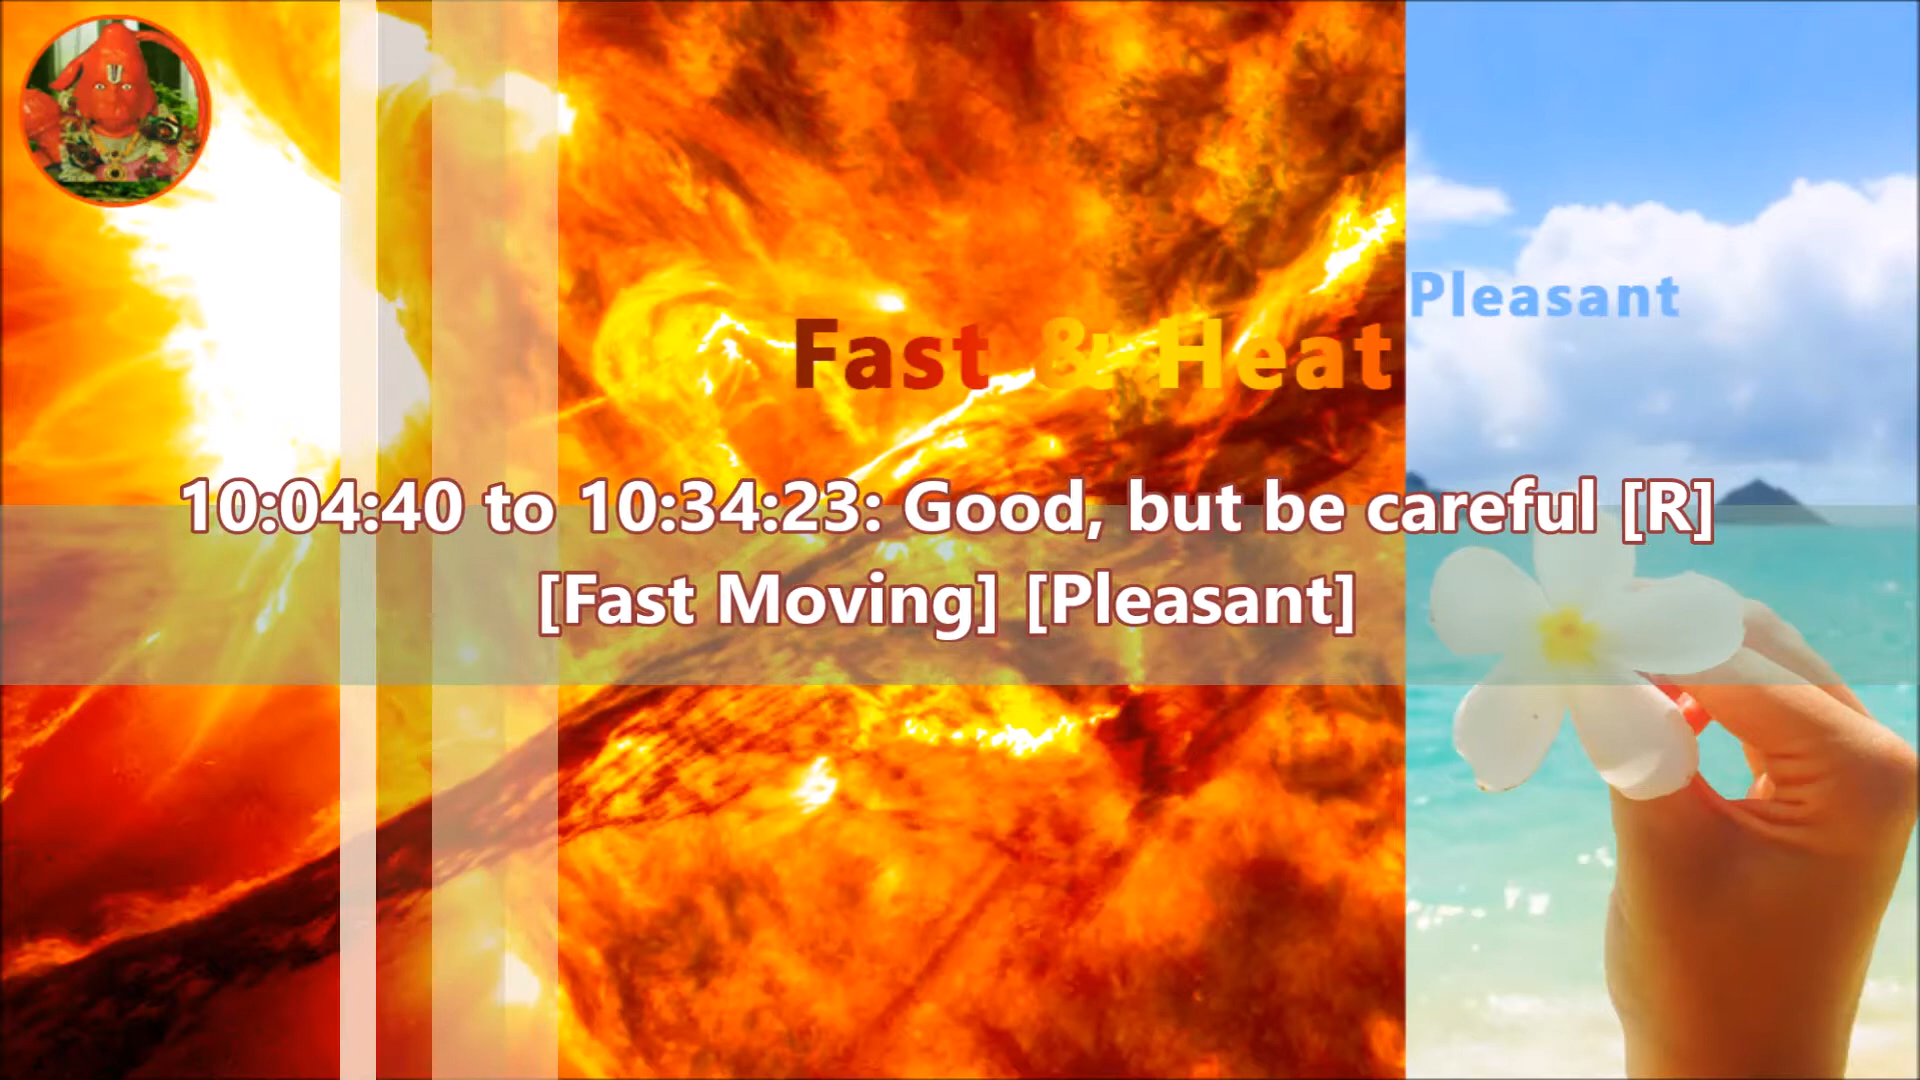 Pleasant
Fast & Heat
10:04:40 to 10:34:23: Good, but be careful [R]
[Fast Moving] [Pleasant]